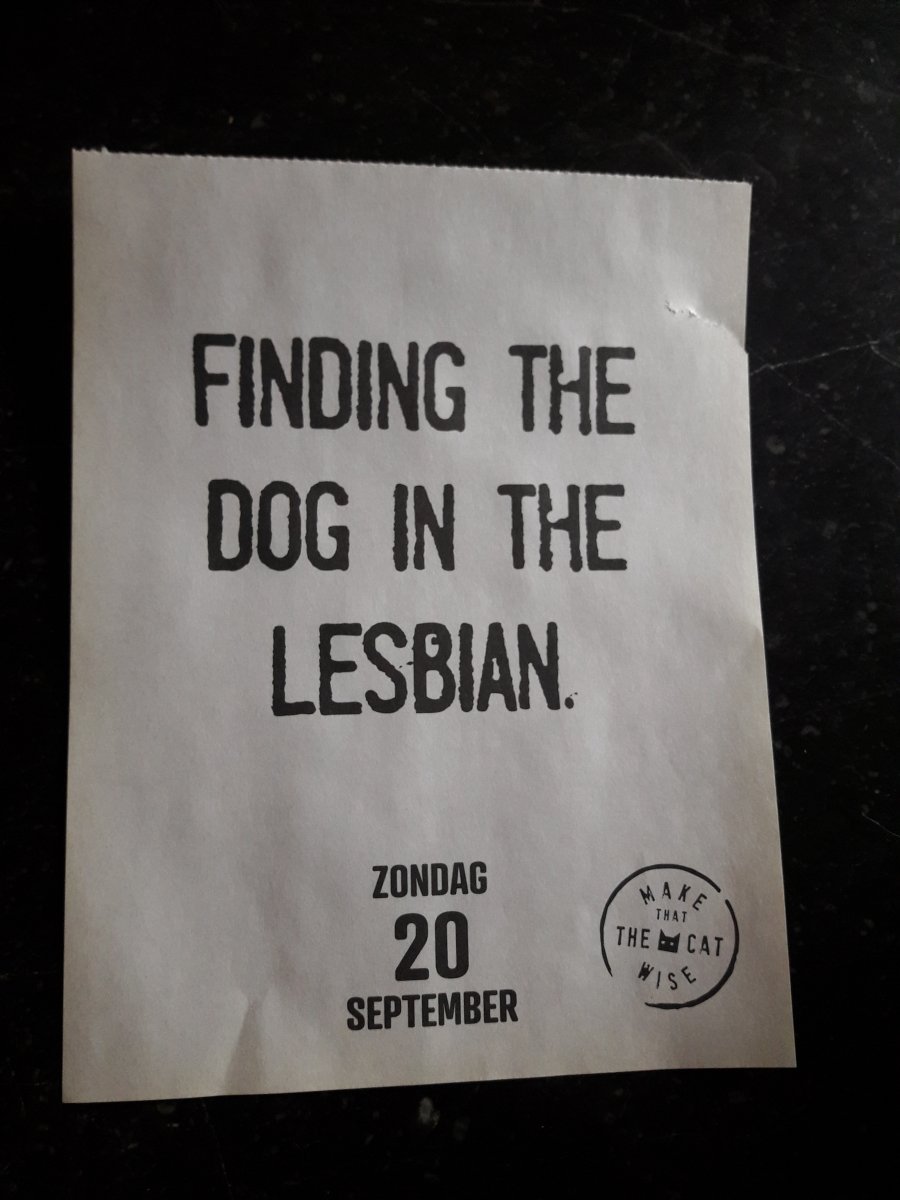 FINDING THE
DOG IN THE
LESBIAN.
ZONDAG
20
SEPTEMBER
MAKE
THAT
THE CAT
WISE